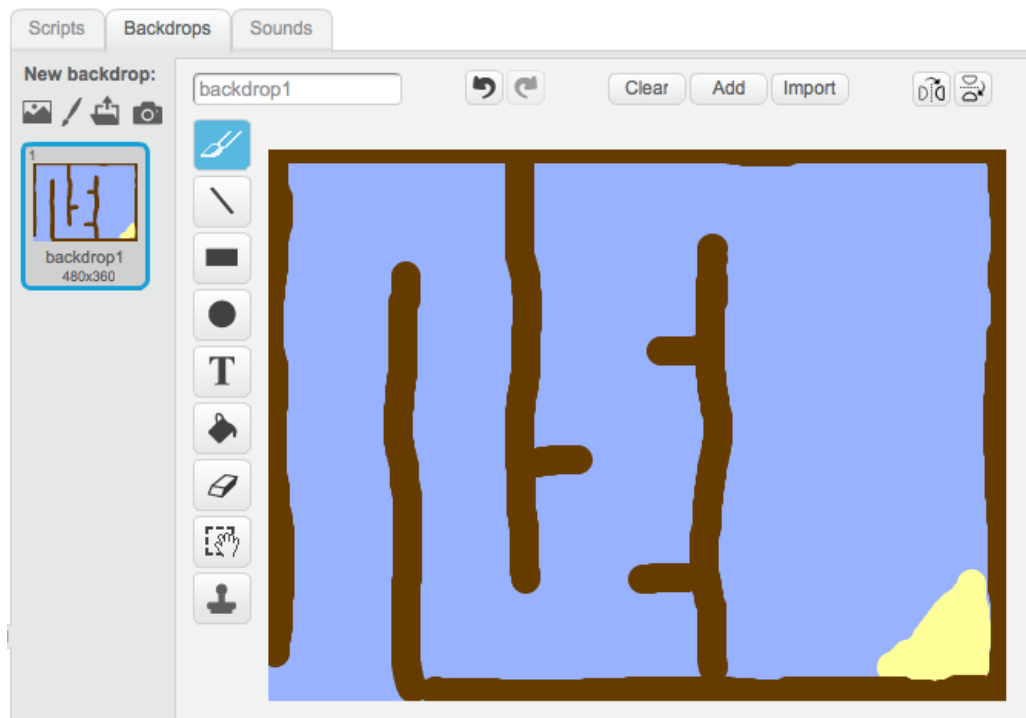 Scripts Backdrops Sounds
New backdrop:
backdrop1
Clear Add Import
1
backdrop1
480x360
T